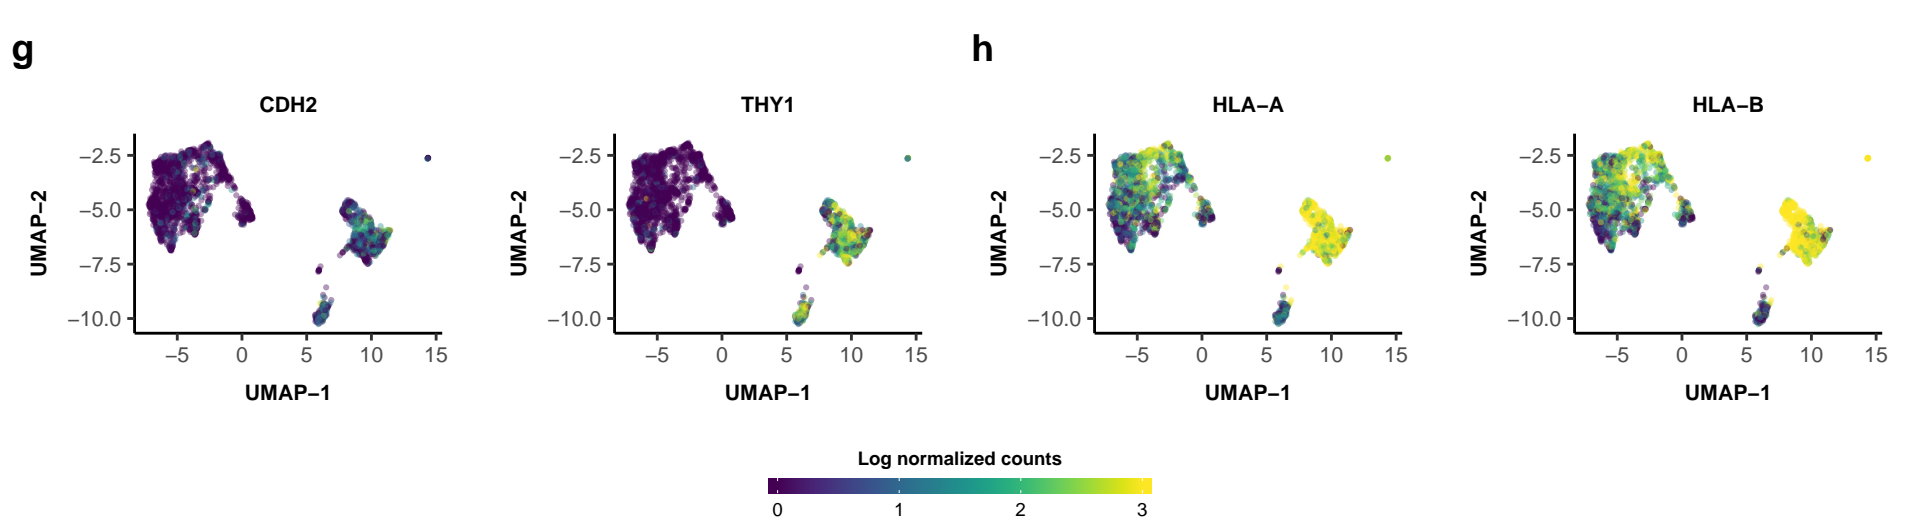 g
h
CDH2
THY1
HLA−A
HLA−B
−2.5
−5.0
−7.5
−10.0
−5 0 5 10 15
UMAP−1
UMAP−2
−2.5
−5.0
−7.5
−10.0
−5 0 5 10 15
UMAP−1
UMAP−2
−2.5
−5.0
−7.5
−10.0
−5 0 5 10 15
UMAP−1
UMAP−2
−2.5
−5.0
−7.5
−10.0
−5 0 5 10 15
UMAP−1
UMAP−2
Log normalized counts
0 1 2 3